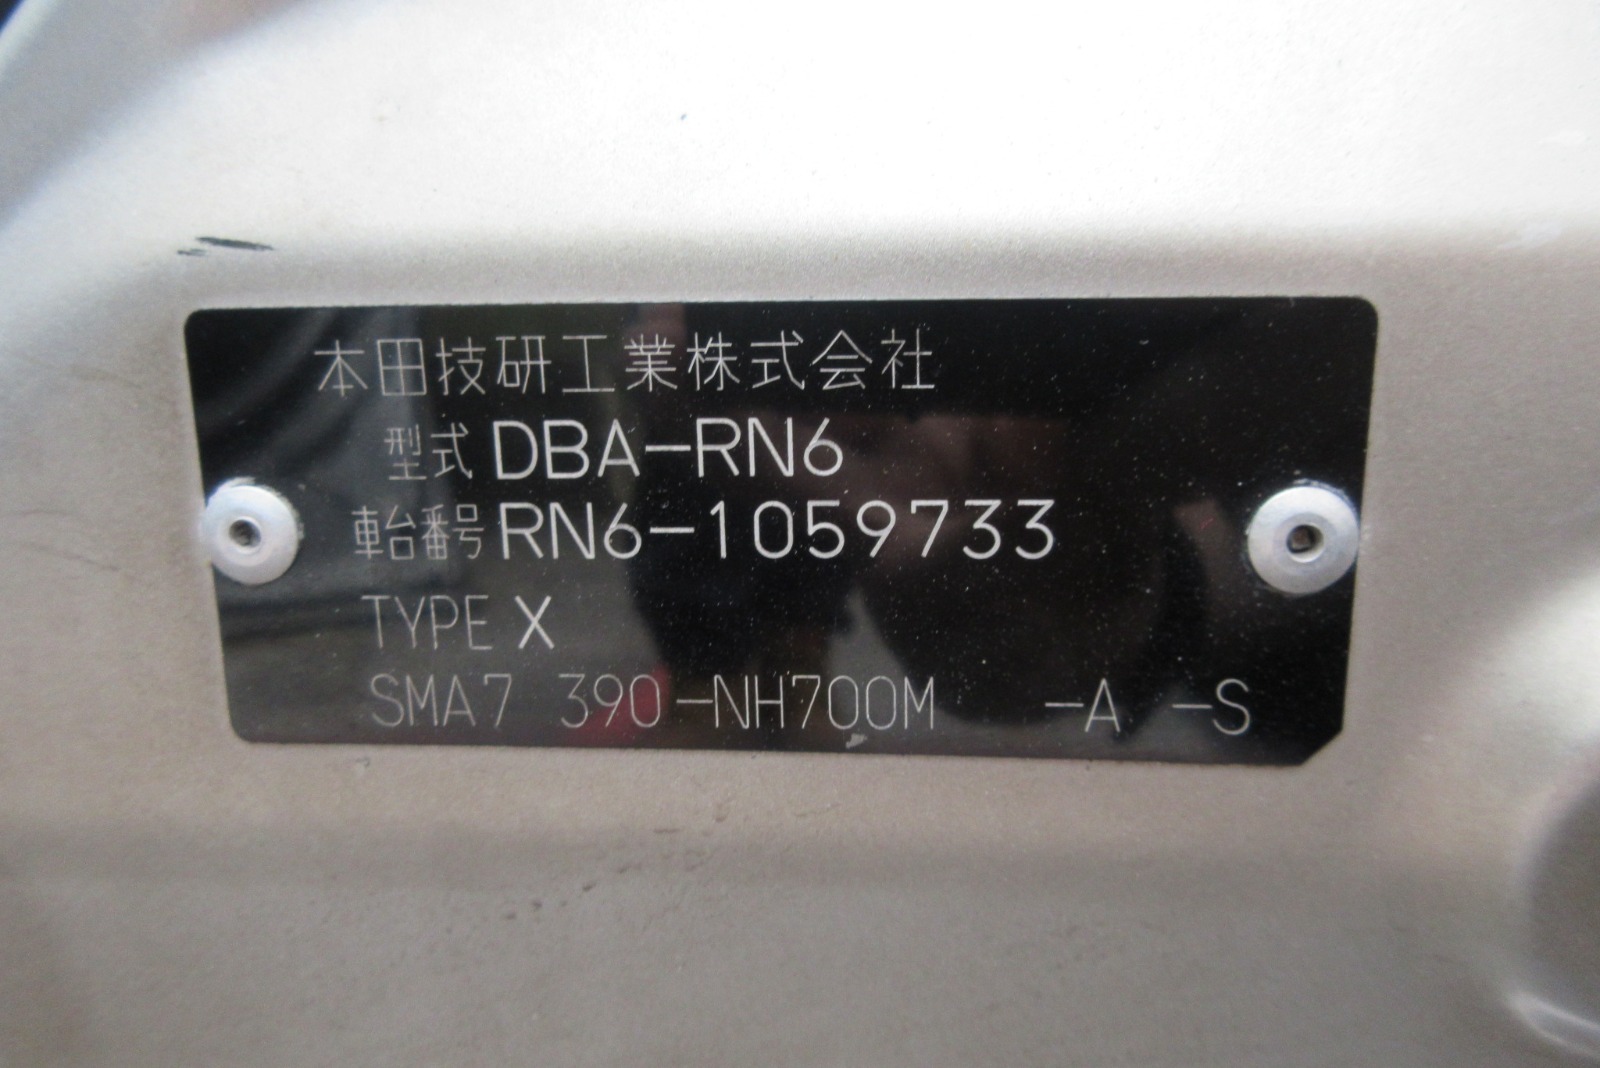 本田技研工業株式会社
型式 DBA-RN6
車台番号 RN6-1059733
TYPE X
SMA7 390-NH700M -A -S